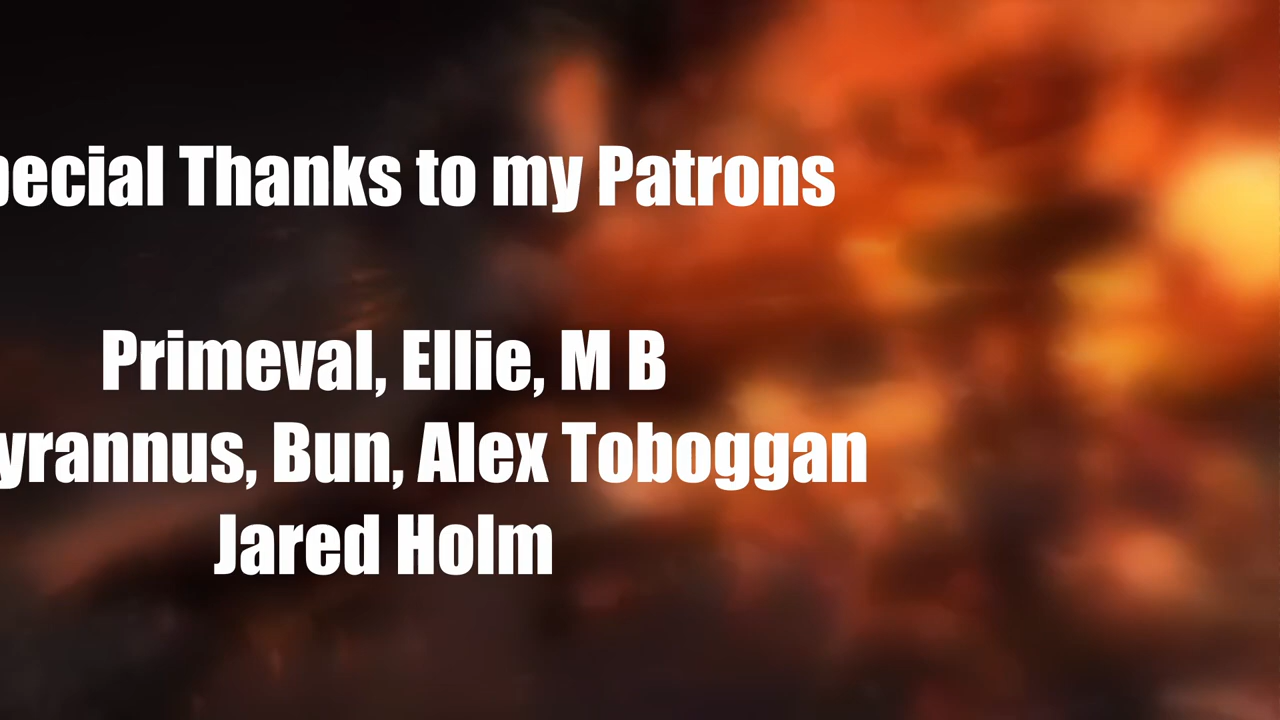 pecial Thanks to my Patrons
Primeval, Ellie, M B
yrannus, Bun, Alex Toboggan
Jared Holm